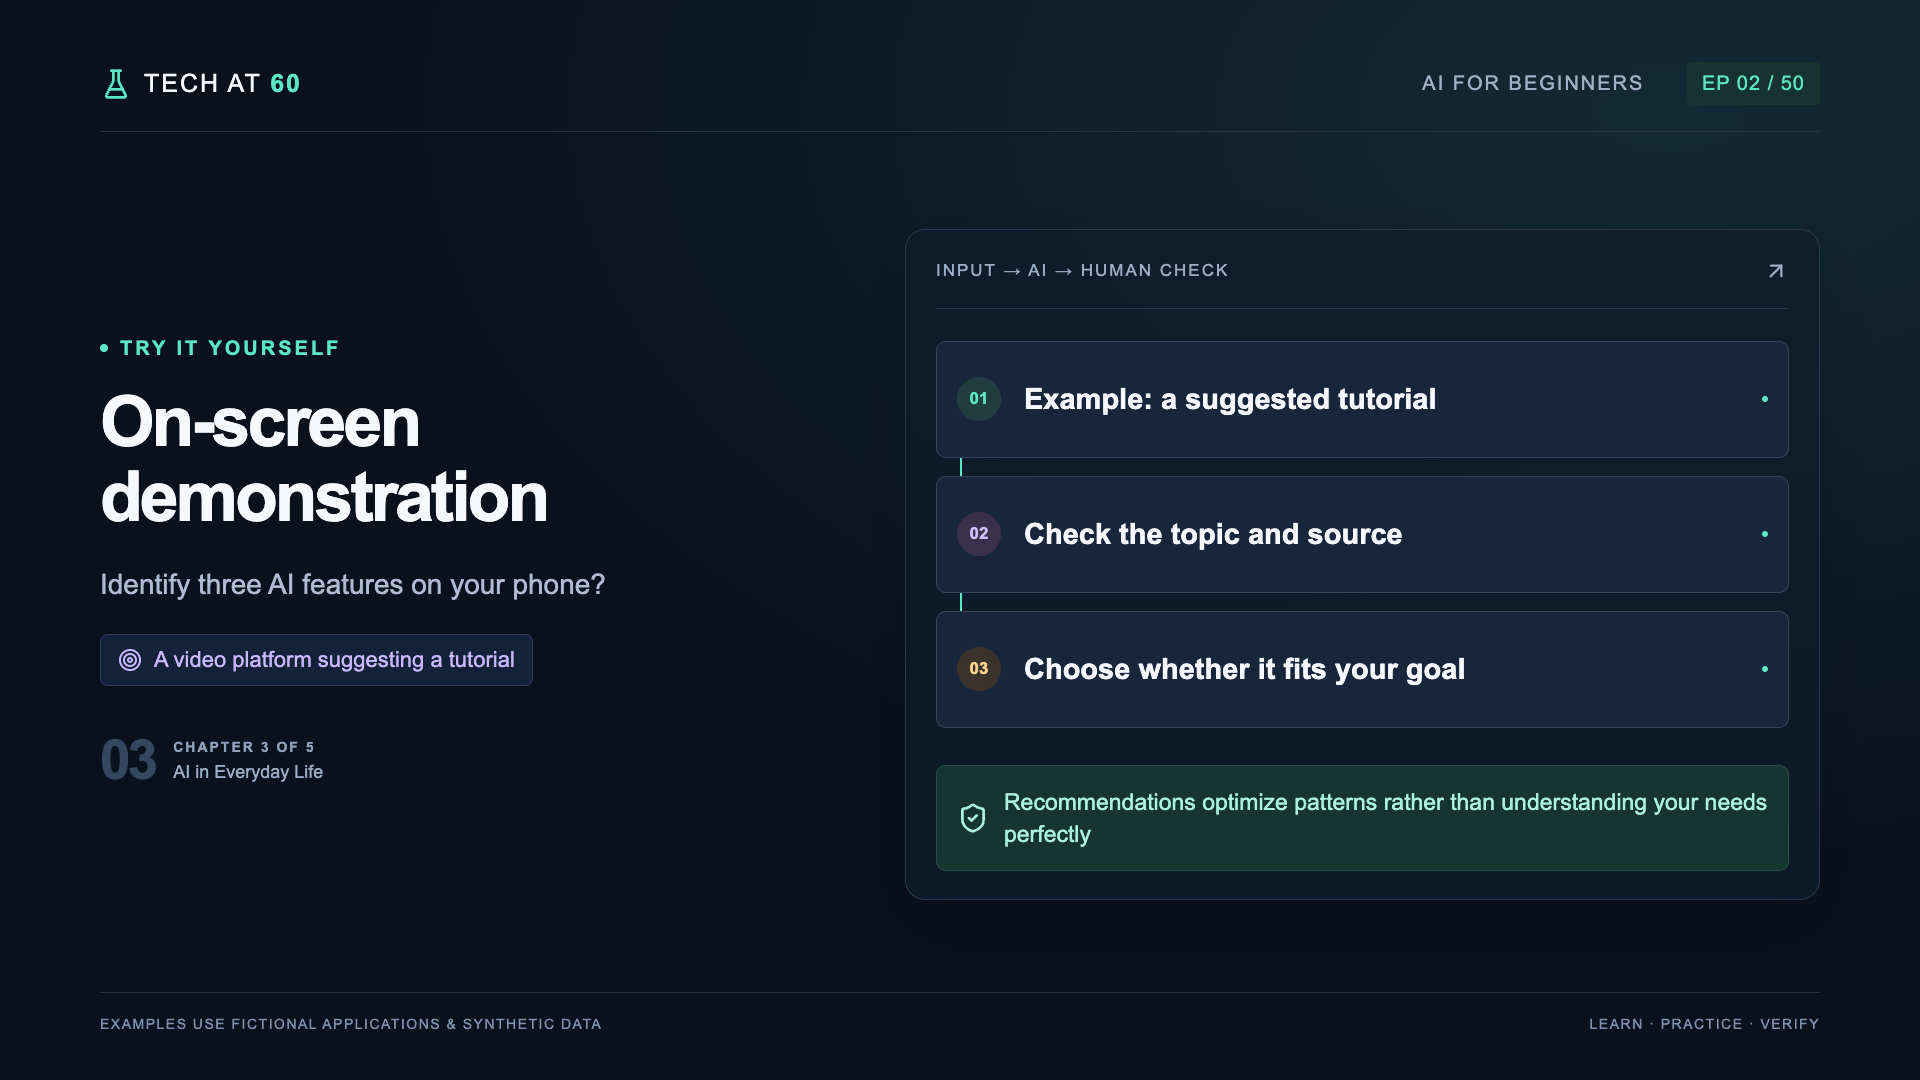 TECH AT 60
AI FOR BEGINNERS
EP 02 / 50
TRY IT YOURSELF
On-screen
demonstration
Identify three AI features on your phone?
A video platform suggesting a tutorial
03
CHAPTER 3 OF 5
AI in Everyday Life
INPUT → AI → HUMAN CHECK
01
Example: a suggested tutorial
02
Check the topic and source
03
Choose whether it fits your goal
Recommendations optimize patterns rather than understanding your needs
perfectly
EXAMPLES USE FICTIONAL APPLICATIONS & SYNTHETIC DATA
LEARN · PRACTICE · VERIFY